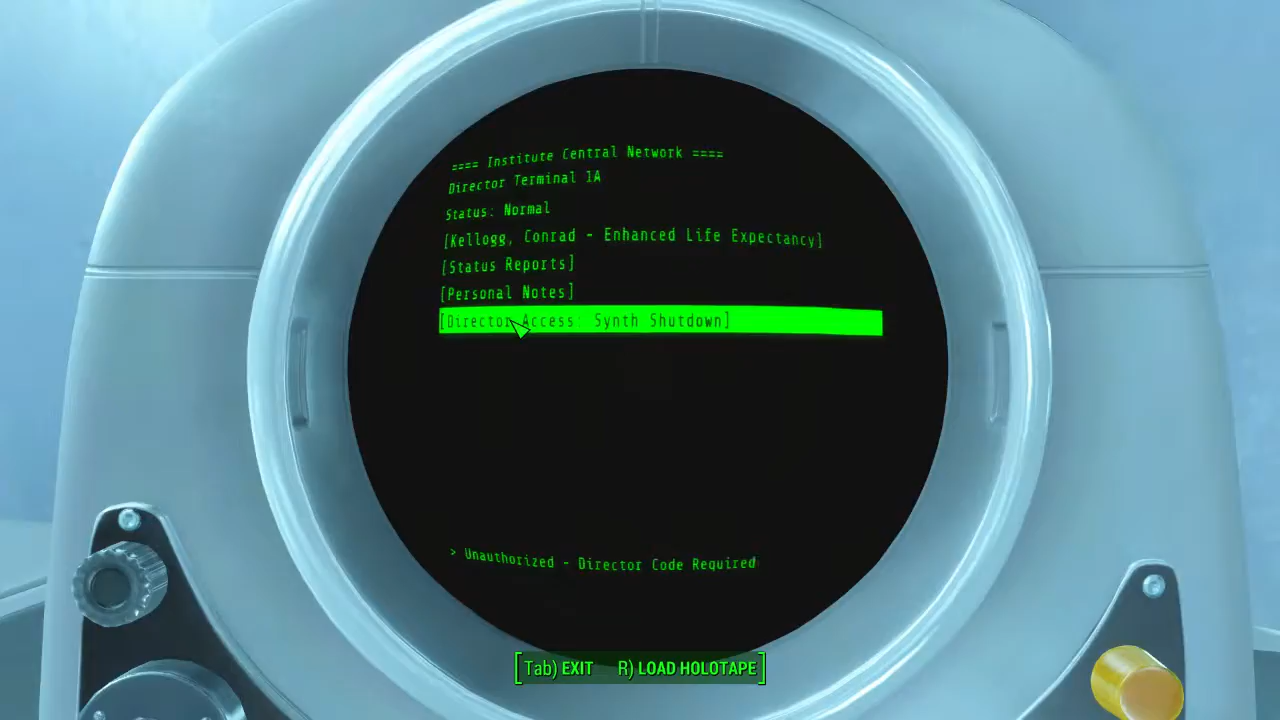 ==== Institute Central Network ====
Director Terminal 1A
Status: Normal
[Kellogg, Conrad - Enhanced Life Expectancy]
[Status Reports]
[Personal Notes]
[Director Access: Synth Shutdown]
> Unauthorized - Director Code Required
[Tab) EXIT R) LOAD HOLOTAPE]